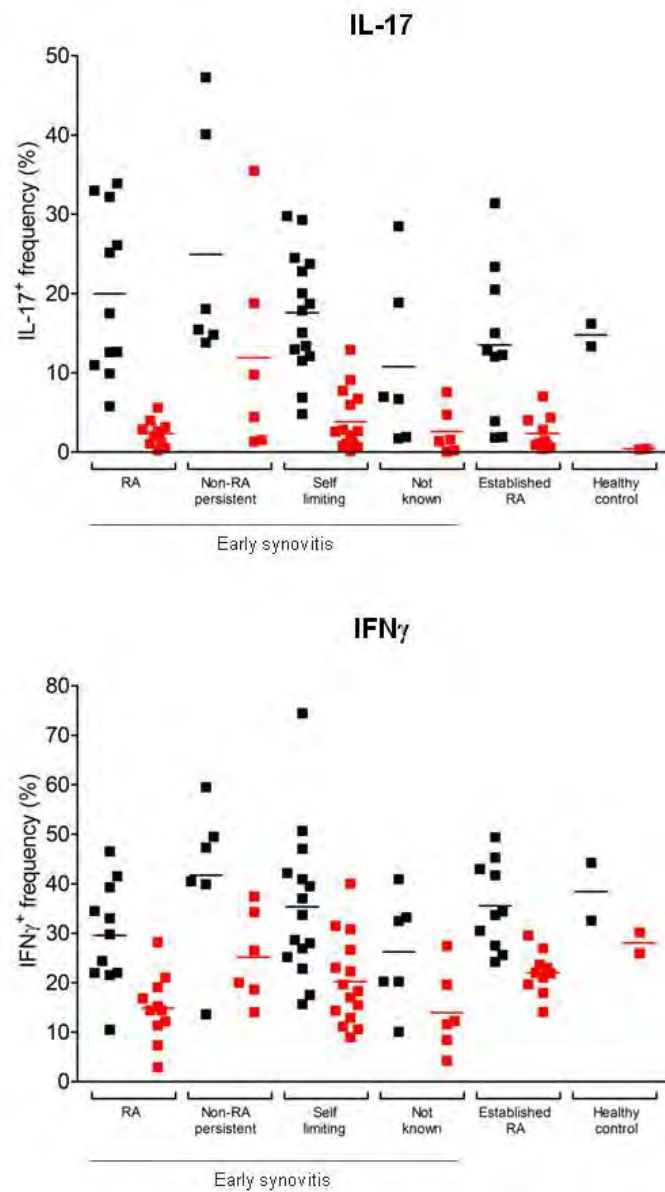 IL-17
IL-17+ frequency (%)
50
40
30
20
10
0
RA
Non-RA persistent
Self limiting
Not known
Established RA
Healthy control
Early synovitis
IFNγ
IFNγ+ frequency (%)
80
70
60
50
40
30
20
10
0
RA
Non-RA persistent
Self limiting
Not known
Established RA
Healthy control
Early synovitis